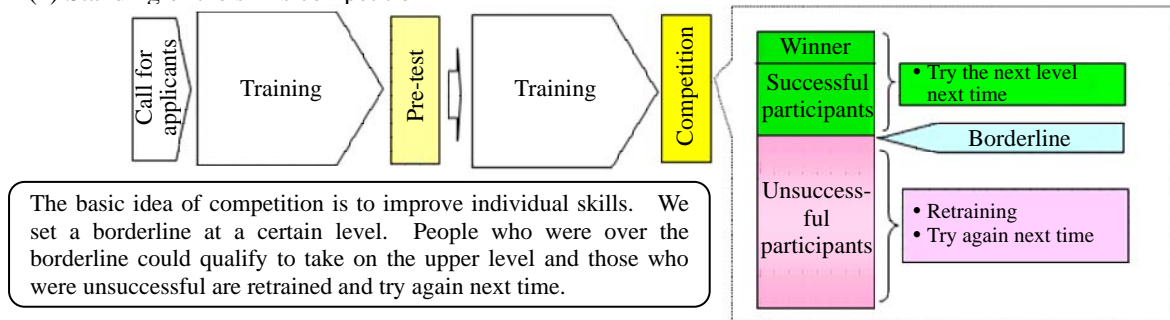 Call for
applicants
Training
Pre-test
Training
Competition
Winner
Successful
participants
• Try the next level
next time
Borderline
Unsuccess-
ful
participants
• Retraining
• Try again next time
The basic idea of competition is to improve individual skills. We
set a borderline at a certain level. People who were over the
borderline could qualify to take on the upper level and those who
were unsuccessful are retrained and try again next time.